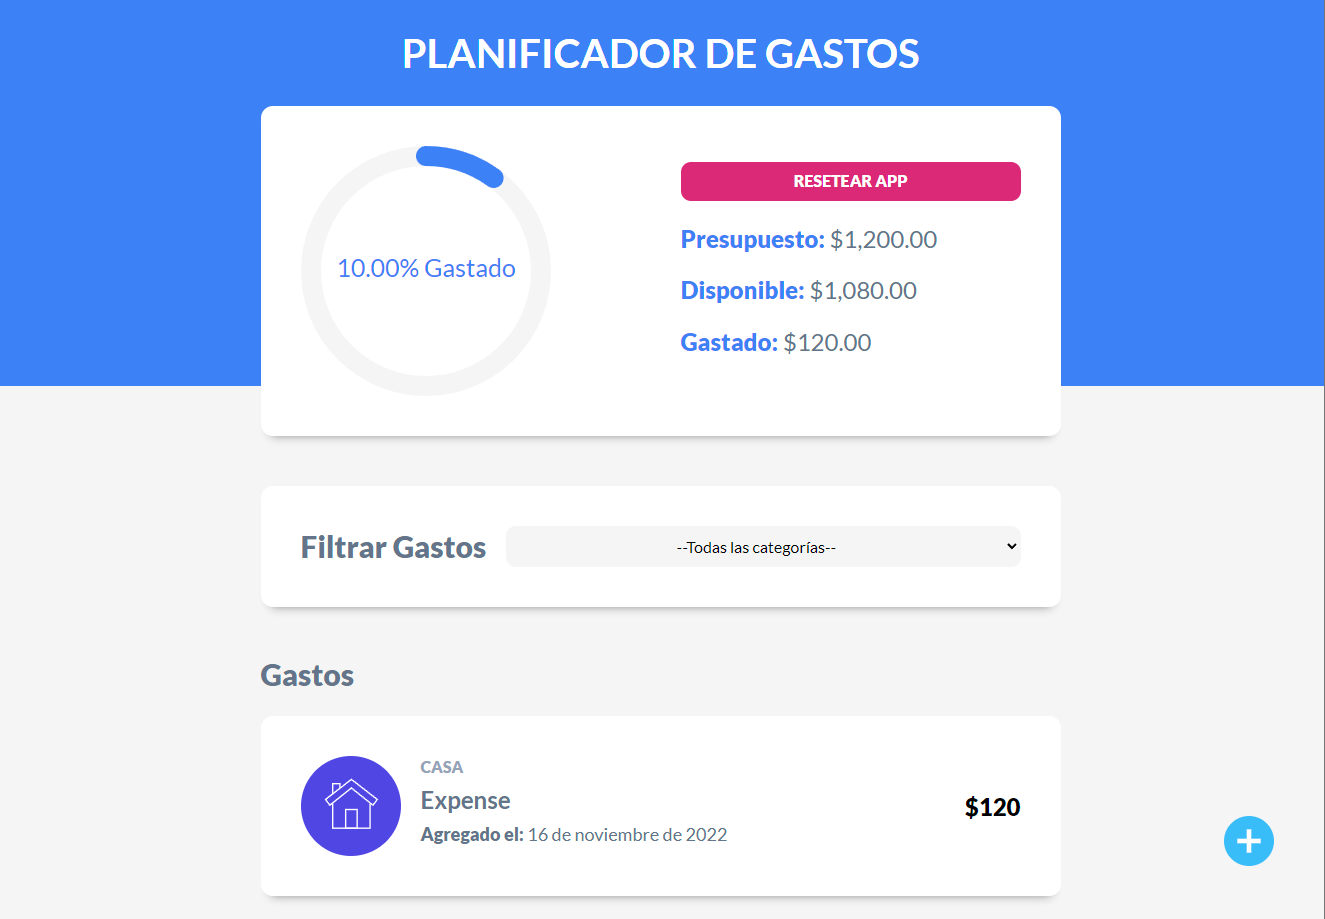 PLANIFICADOR DE GASTOS
10.00% Gastado
RESETEAR APP
Presupuesto: $1,200.00
Disponible: $1,080.00
Gastado: $120.00
Filtrar Gastos
--Todas las categorías--
Gastos
CASA
Expense
Agregado el: 16 de noviembre de 2022
$120